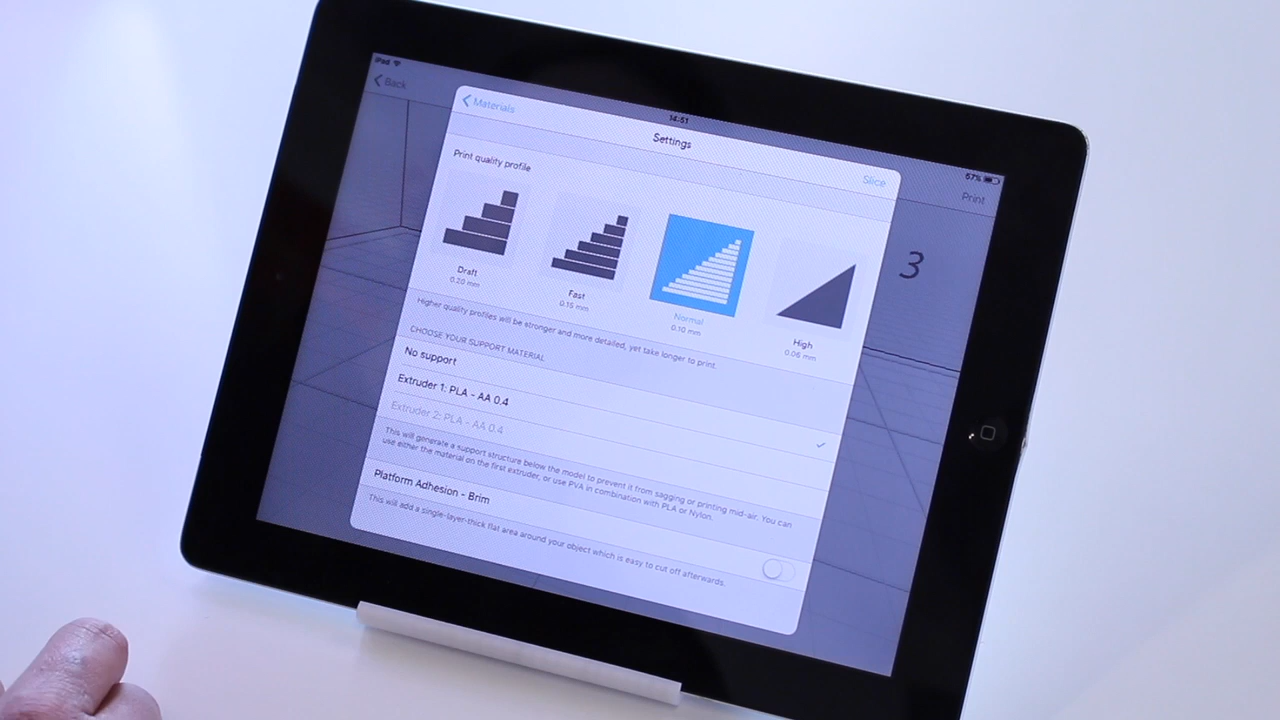 iPad
14:51
57%
Back
Print
Materials
Settings
Slice
Print quality profile
Draft
0.20 mm
Fast
0.15 mm
Normal
0.10 mm
High
0.06 mm
Higher quality profiles will be stronger and more detailed, yet take longer to print.
CHOOSE YOUR SUPPORT MATERIAL
No support
Extruder 1: PLA - AA 0.4
Extruder 2: PLA - AA 0.4
This will generate a support structure below the model to prevent it from sagging or printing mid-air. You can
use either the material on the first extruder, or use PVA in combination with PLA or Nylon.
Platform Adhesion - Brim
This will add a single-layer-thick flat area around your object which is easy to cut off afterwards.
3